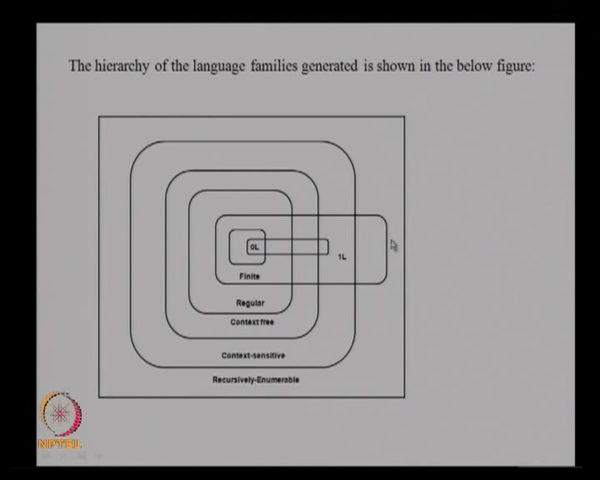 The hierarchy of the language families generated is shown in the below figure:
0L
1L
Finite
Regular
Context free
Context-sensitive
Recursively-Enumerable
NPTEL